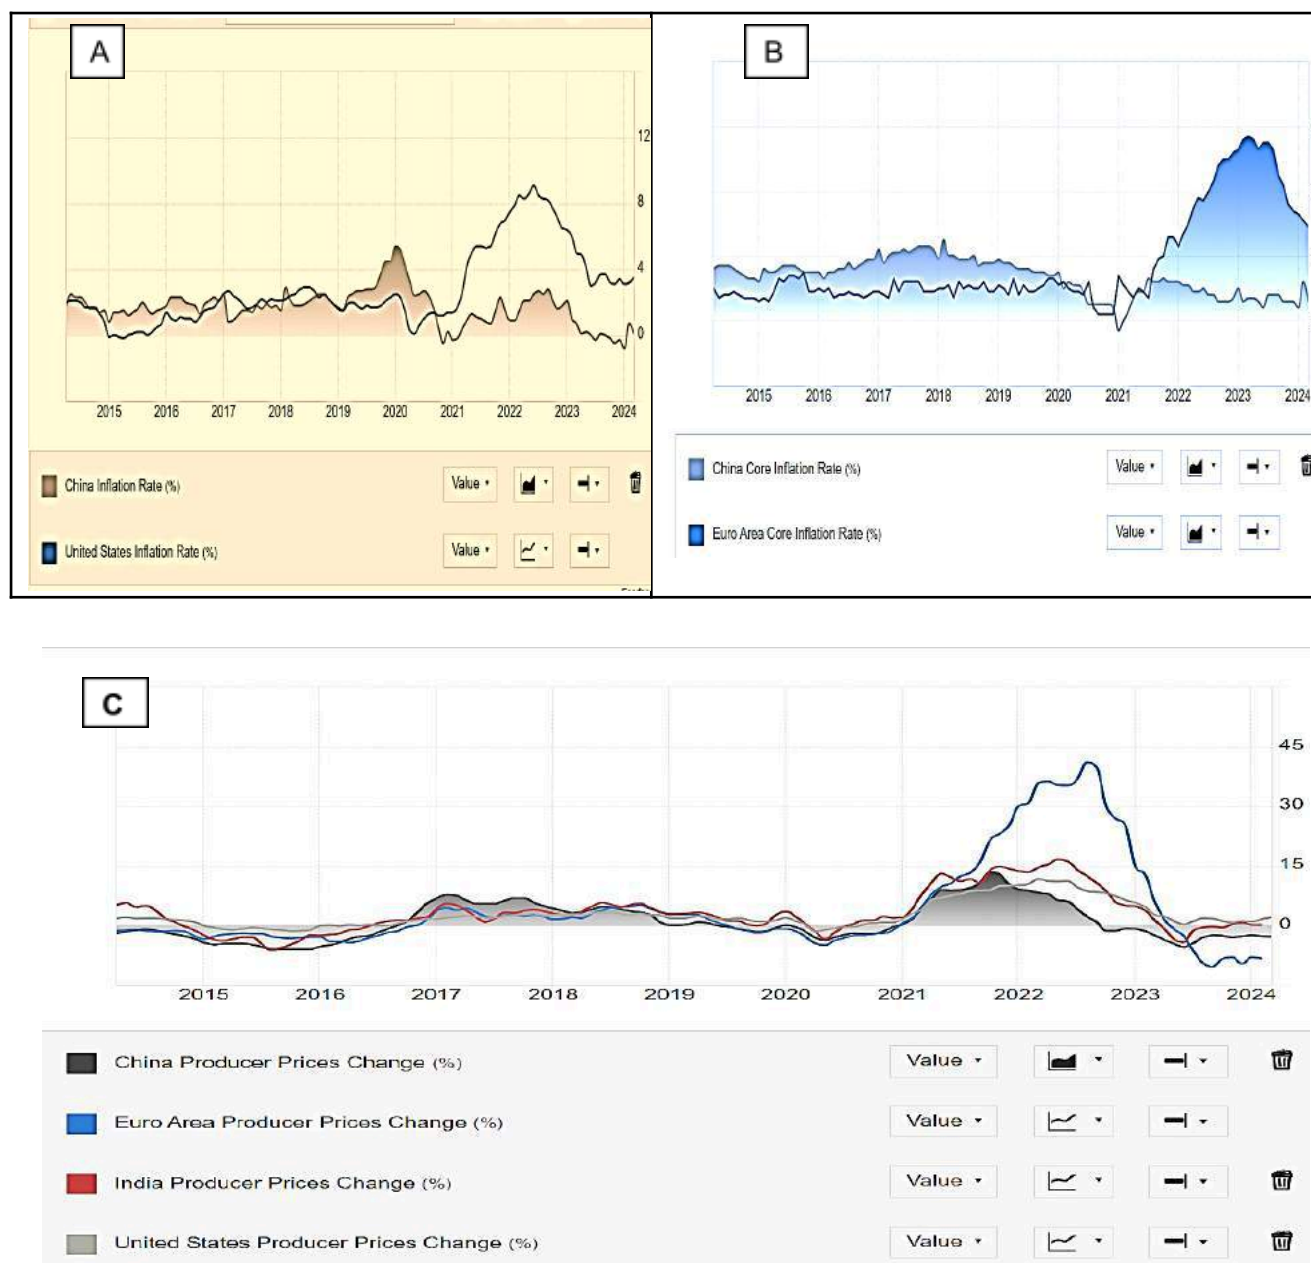 A
12
8
4
0
2015 2016 2017 2018 2019 2020 2021 2022 2023 2024
China Inflation Rate (%) Value
United States Inflation Rate (%) Value
B
2015 2016 2017 2018 2019 2020 2021 2022 2023 2024
China Core Inflation Rate (%) Value
Euro Area Core Inflation Rate (%) Value
C
45
30
15
0
2015 2016 2017 2018 2019 2020 2021 2022 2023 2024
China Producer Prices Change (%) Value
Euro Area Producer Prices Change (%) Value
India Producer Prices Change (%) Value
United States Producer Prices Change (%) Value